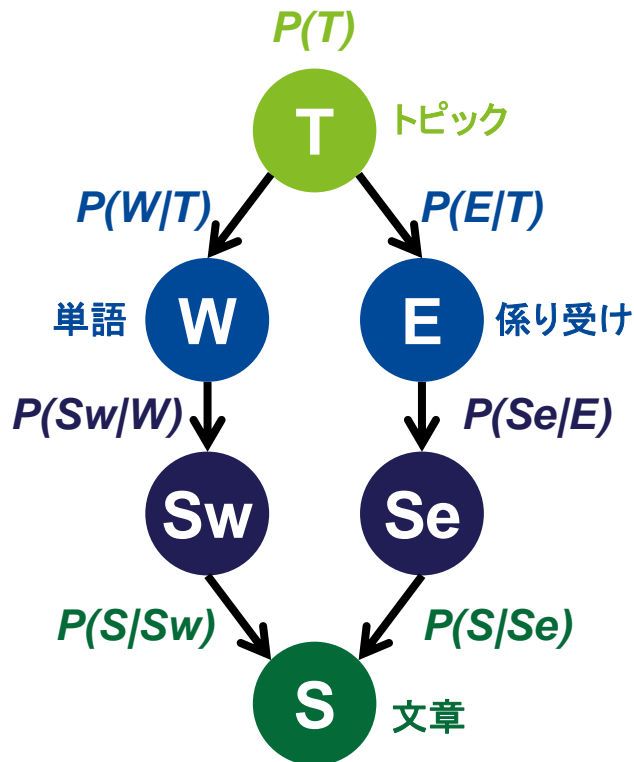 P(T)
T
トピック
P(W|T)
P(E|T)
単語
W
E
係り受け
P(Sw|W)
P(Se|E)
Sw
Se
P(S|Sw)
P(S|Se)
S
文章